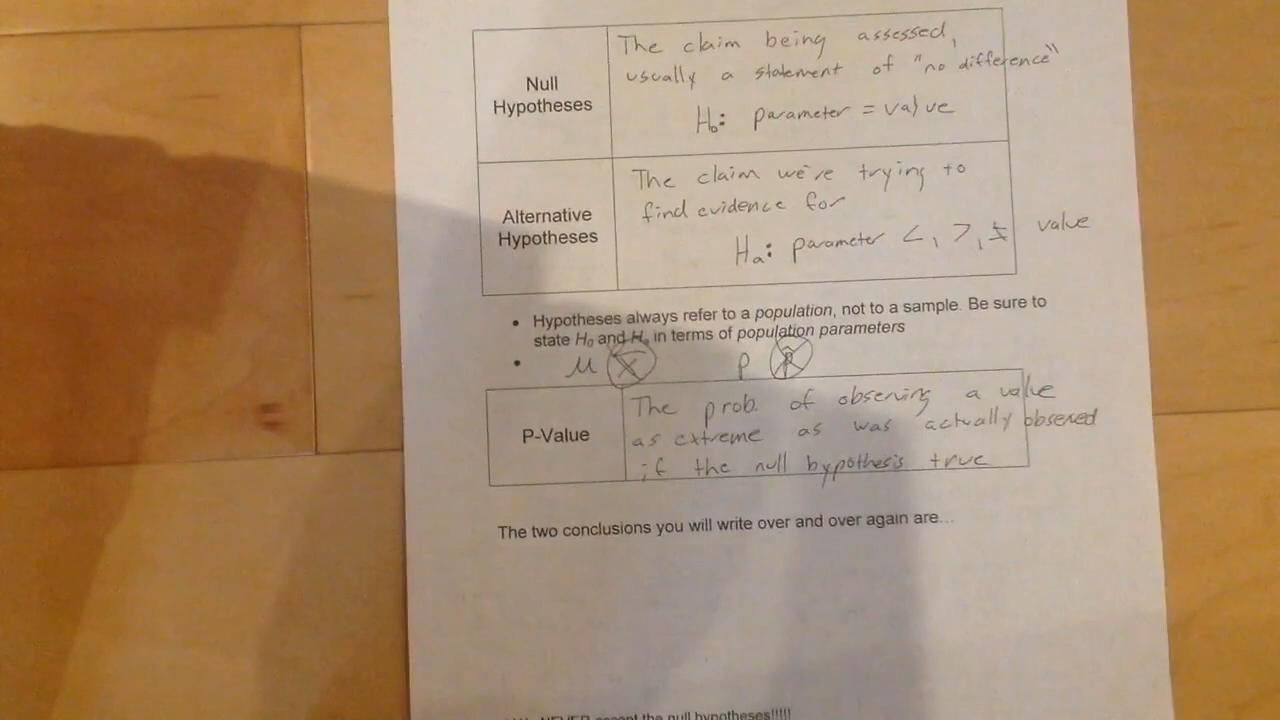 Null
Hypotheses
The claim being assessed,
usually a statement of "no difference"
H₀: parameter = value
Alternative
Hypotheses
The claim we're trying to
find evidence for
Hₐ: parameter <, >, ≠ value
• Hypotheses always refer to a population, not to a sample. Be sure to
state H₀ and Hₐ in terms of population parameters
• μ x̄ p p̂
P-Value
The prob. of observing a value
as extreme as was actually observed
if the null hypothesis true
The two conclusions you will write over and over again are...
NEVER accept the null hypotheses!!!!!